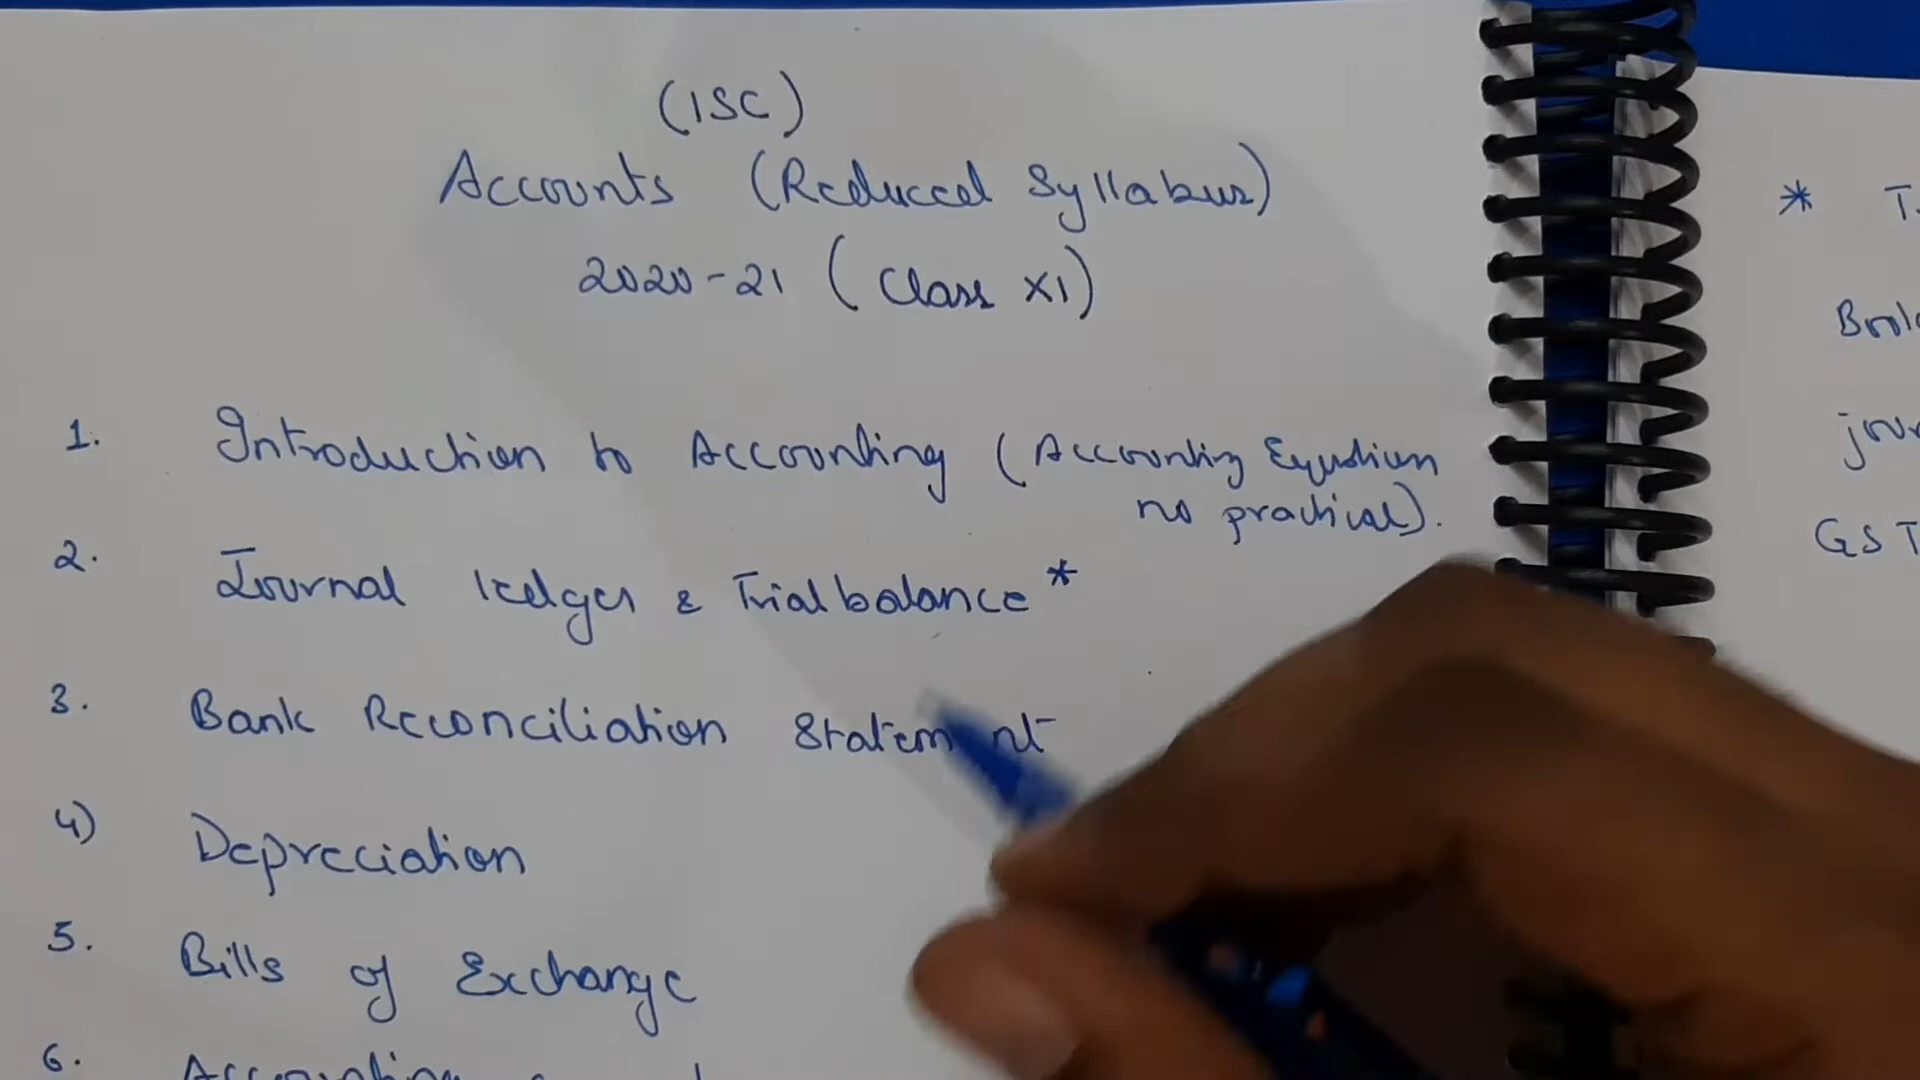 (ISC)
Accounts (Reduced Syllabus)
2020-21 (Class XI)
1. Introduction to Accounting (Accounting Equation
no practical).
2. Journal ledger & Trial balance *
3. Bank Reconciliation Statement
4) Depreciation
5. Bills of Exchange
6. Accounting
*
GST